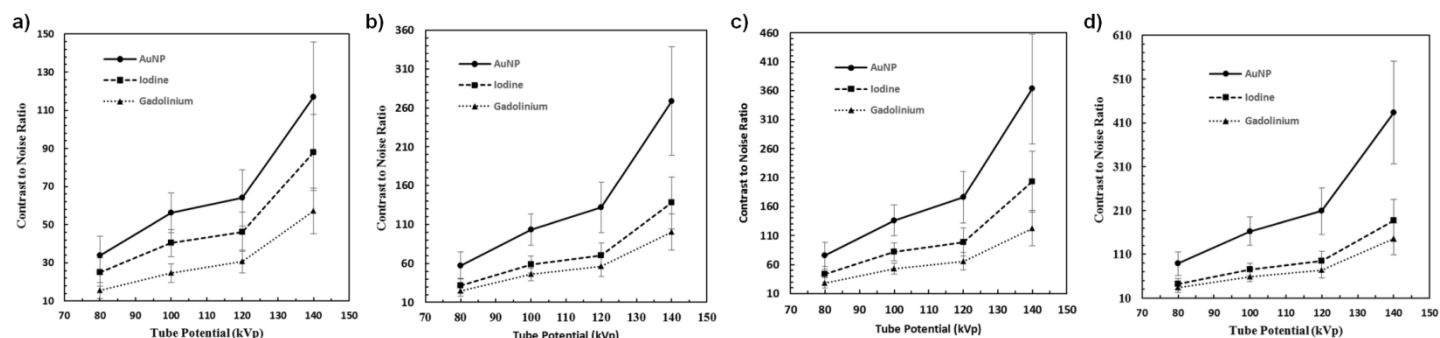 a)
Contrast to Noise Ratio
150
130
110
90
70
50
30
10
AuNP
Iodine
Gadolinium
70 80 90 100 110 120 130 140 150
Tube Potential (kVp)
b)
Contrast to Noise Ratio
360
310
260
210
160
110
60
10
AuNP
Iodine
Gadolinium
70 80 90 100 110 120 130 140 150
Tube Potential (kVp)
c)
Contrast to Noise Ratio
460
410
360
310
260
210
160
110
60
10
AuNP
Iodine
Gadolinium
70 80 90 100 110 120 130 140 150
Tube Potential (kVp)
d)
Contrast to Noise Ratio
610
510
410
310
210
110
10
AuNP
Iodine
Gadolinium
70 80 90 100 110 120 130 140 150
Tube Potential (kVp)